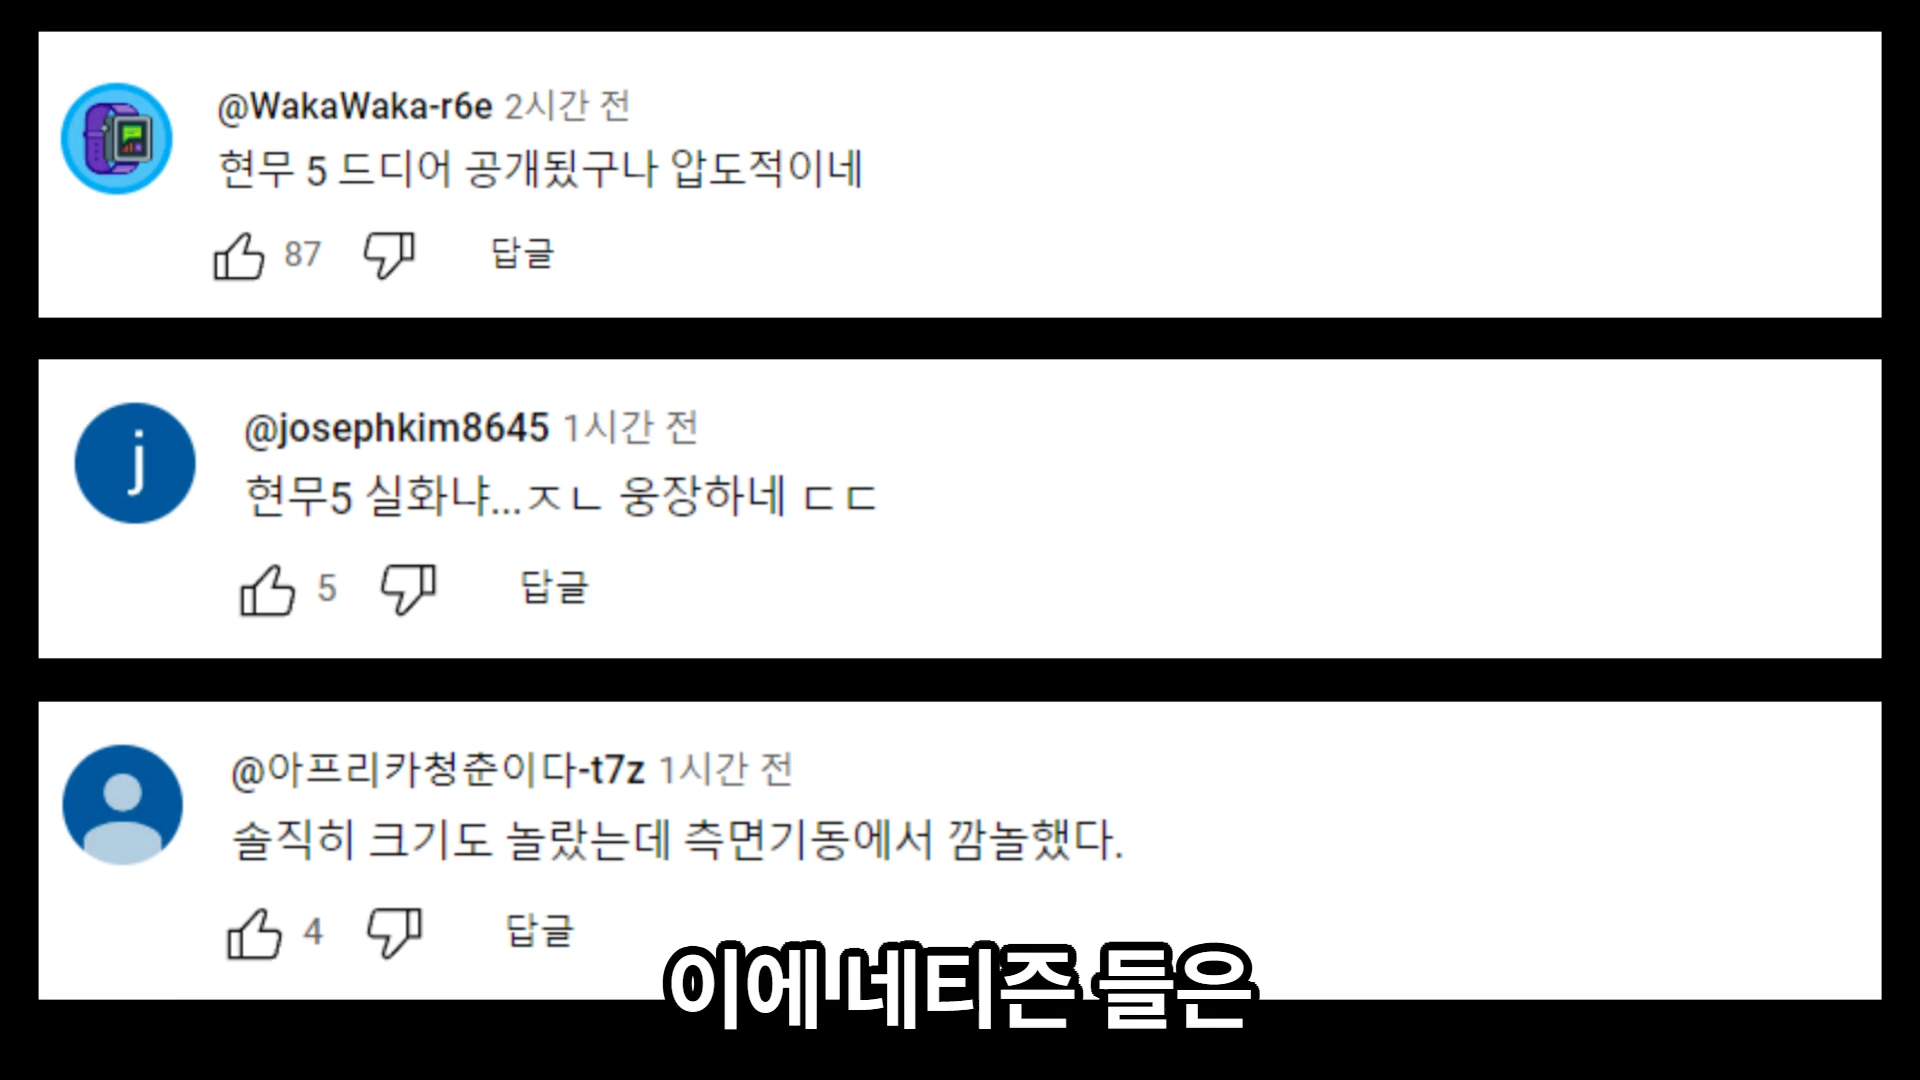 @WakaWaka-r6e 2시간 전
현무 5 드디어 공개됬구나 압도적이네
87 답글
j
@josephkim8645 1시간 전
현무5 실화냐...ㅈㄴ 웅장하네 ㄷㄷ
5 답글
@아프리카청춘이다-t7z 1시간 전
솔직히 크기도 놀랐는데 측면기동에서 깜놀했다.
4 답글
이에 네티즌 들은